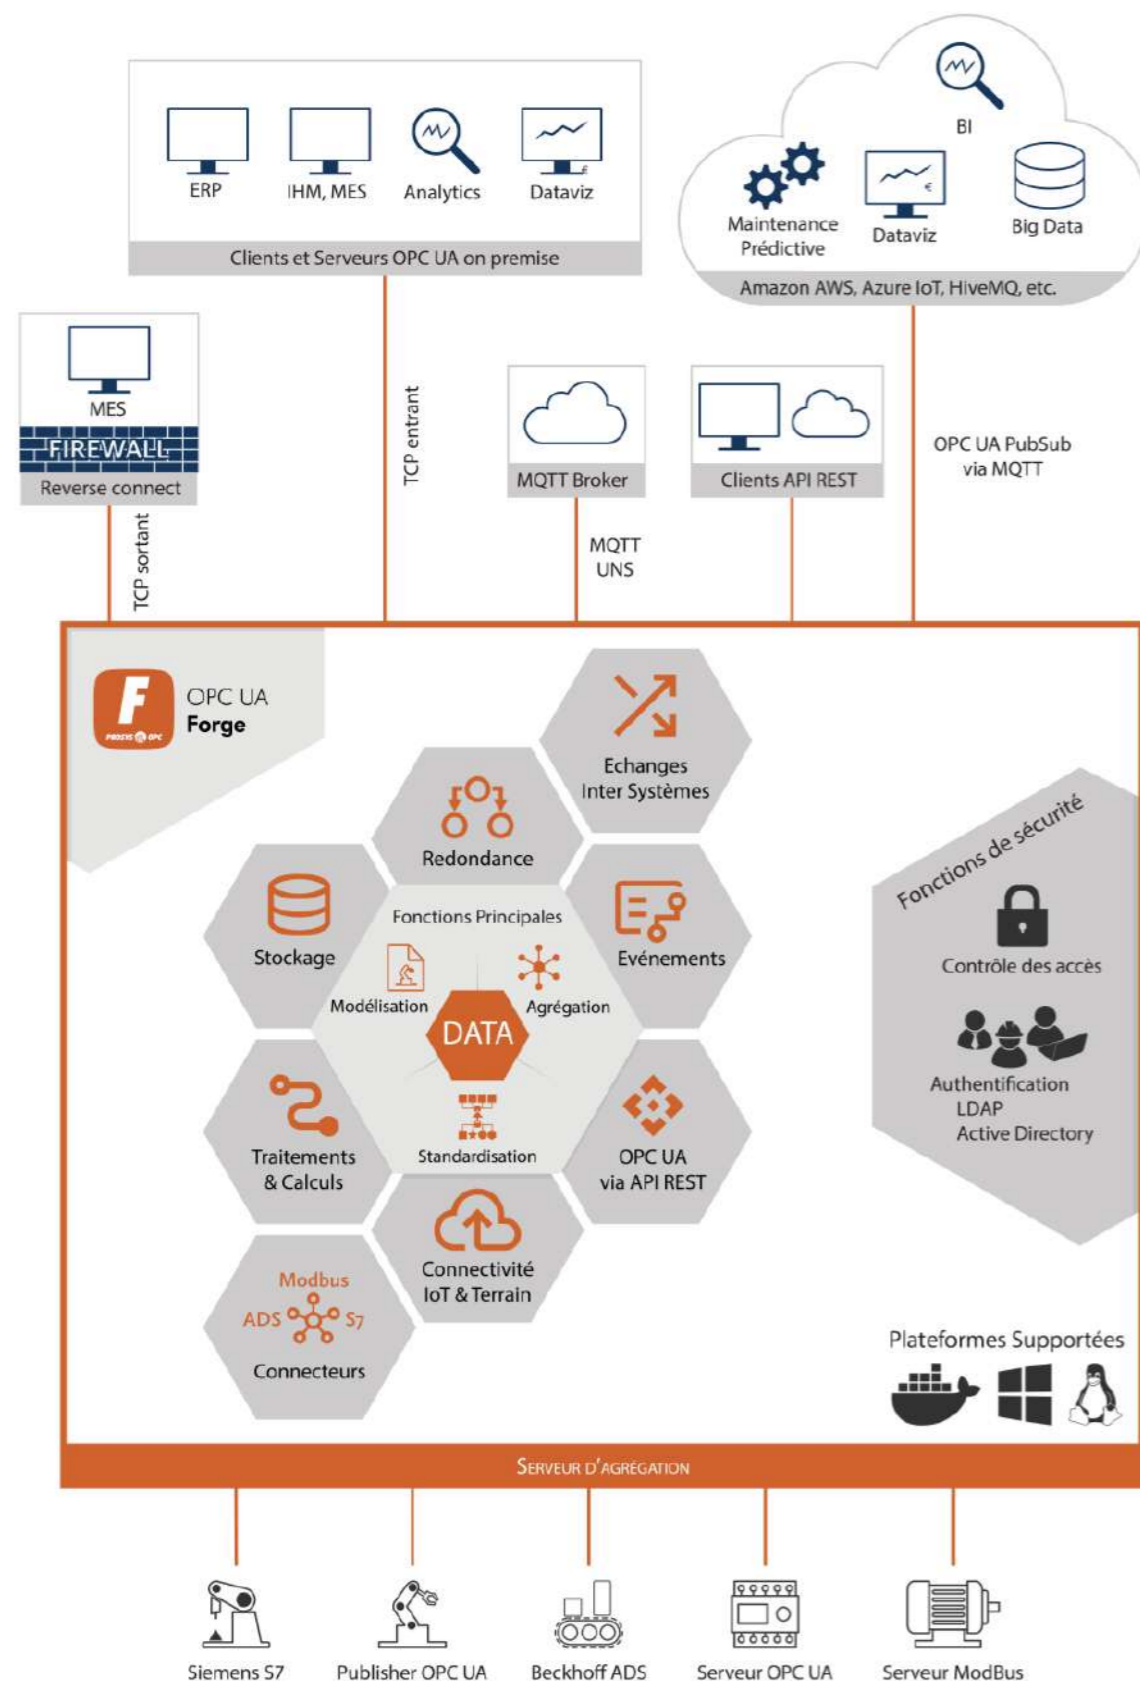 BI
ERP
IHM, MES
Analytics
Dataviz
€
Clients et Serveurs OPC UA on premise
Maintenance
Prédictive
Dataviz
€
Big Data
Amazon AWS, Azure IoT, HiveMQ, etc.
MES
FIREWALL
Reverse connect
TCP sortant
TCP entrant
MQTT Broker
MQTT
UNS
Clients API REST
OPC UA PubSub
via MQTT
F
PROSYS OPC
OPC UA
Forge
Echanges
Inter Systèmes
Redondance
Stockage
Fonctions Principales
Modélisation
Agrégation
DATA
Standardisation
Evénements
Traitements
& Calculs
OPC UA
via API REST
Connectivité
IoT & Terrain
Modbus
ADS
S7
Connecteurs
Fonctions de sécurité
Contrôle des accès
Authentification
LDAP
Active Directory
Plateformes Supportées
SERVEUR D'AGRÉGATION
Siemens S7
Publisher OPC UA
Beckhoff ADS
Serveur OPC UA
Serveur ModBus